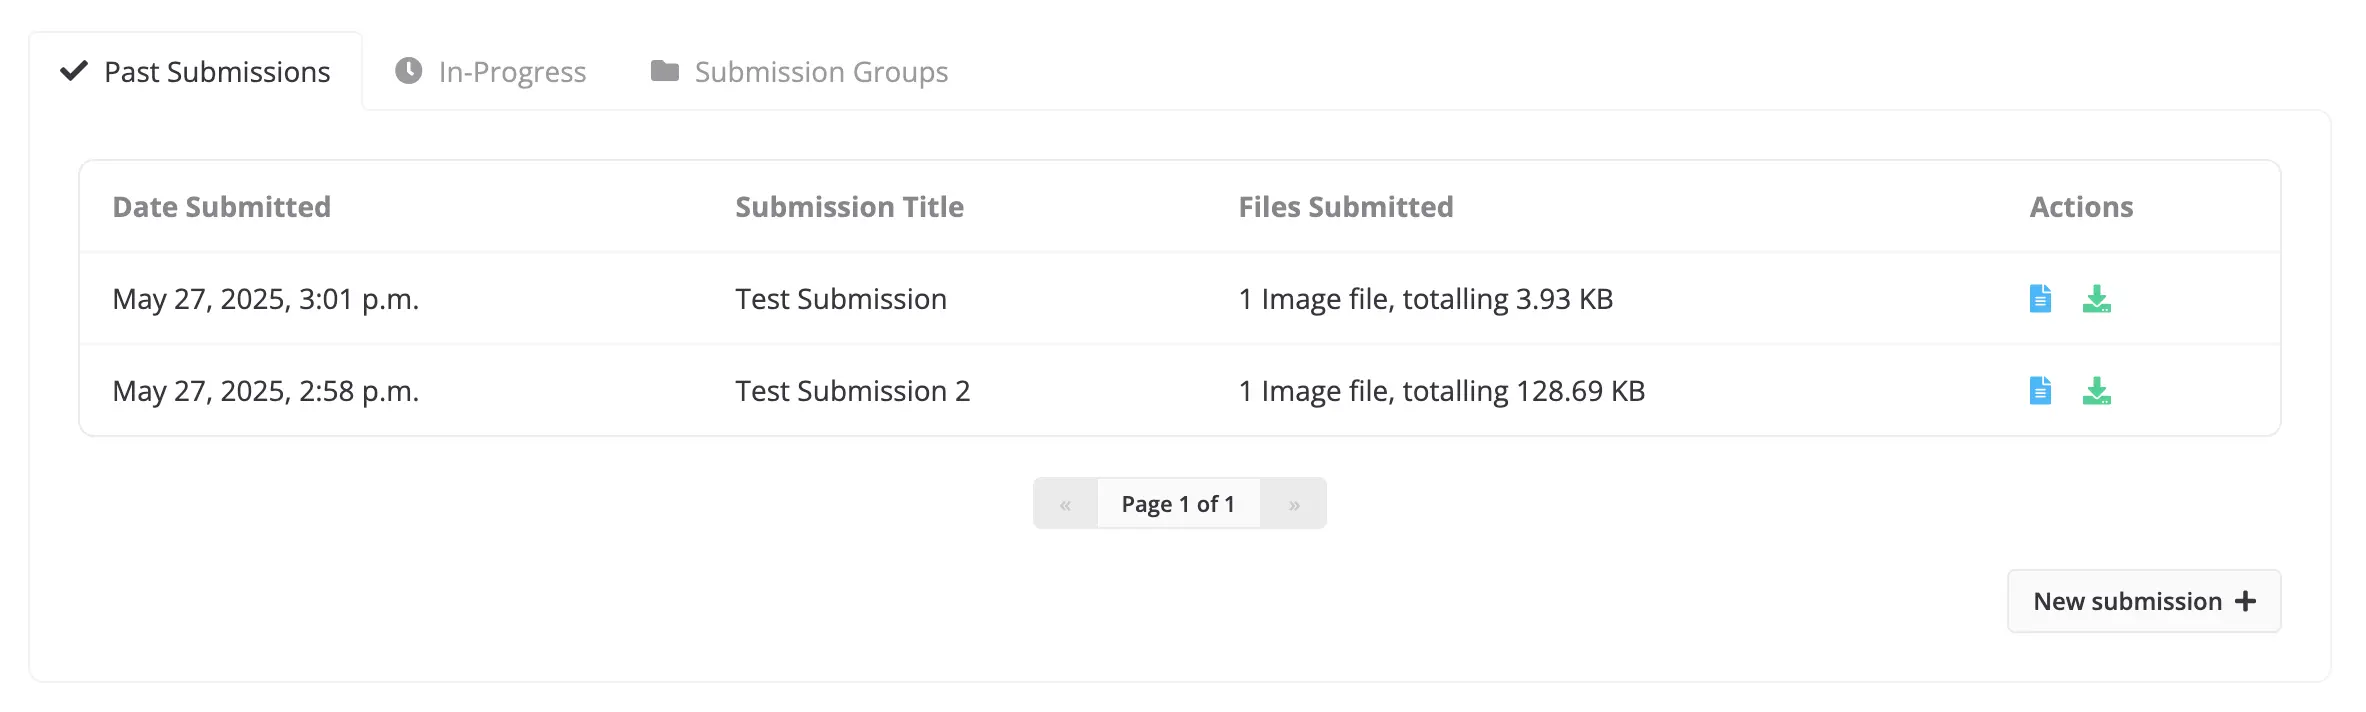 Past Submissions In-Progress Submission Groups
Date Submitted Submission Title Files Submitted Actions
May 27, 2025, 3:01 p.m. Test Submission 1 Image file, totalling 3.93 KB
May 27, 2025, 2:58 p.m. Test Submission 2 1 Image file, totalling 128.69 KB
« Page 1 of 1 »
New submission +